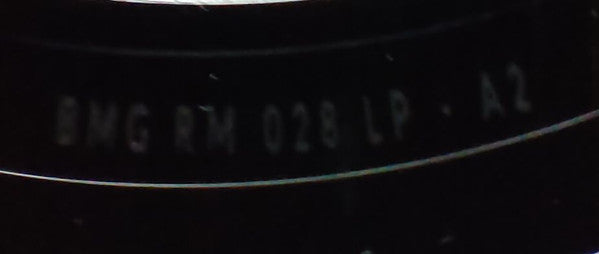 BMG RM 028 LP - A2